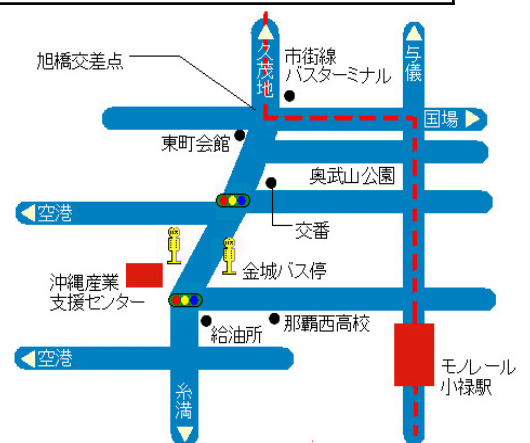 久茂地
与儀
旭橋交差点
市街線
バスターミナル
国場
東町会館
奥武山公園
空港
交番
金城バス停
沖縄産業
支援センター
給油所
那覇西高校
空港
モノレール
小禄駅
糸満